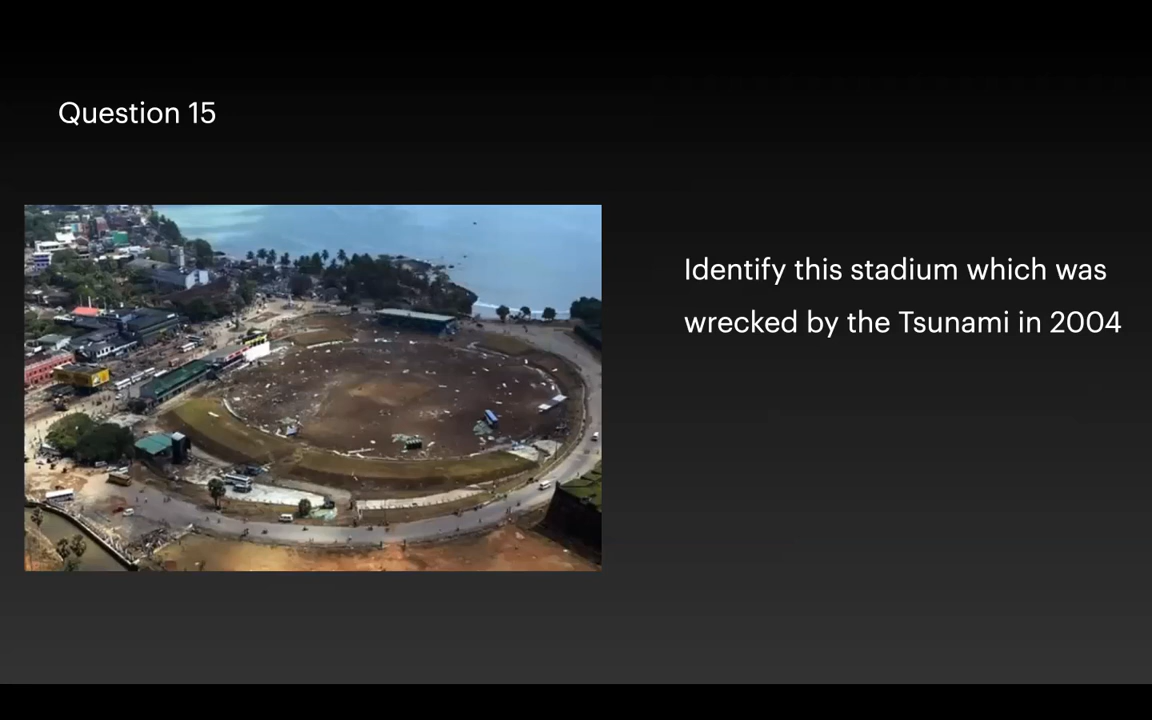 Question 15
Identify this stadium which was
wrecked by the Tsunami in 2004